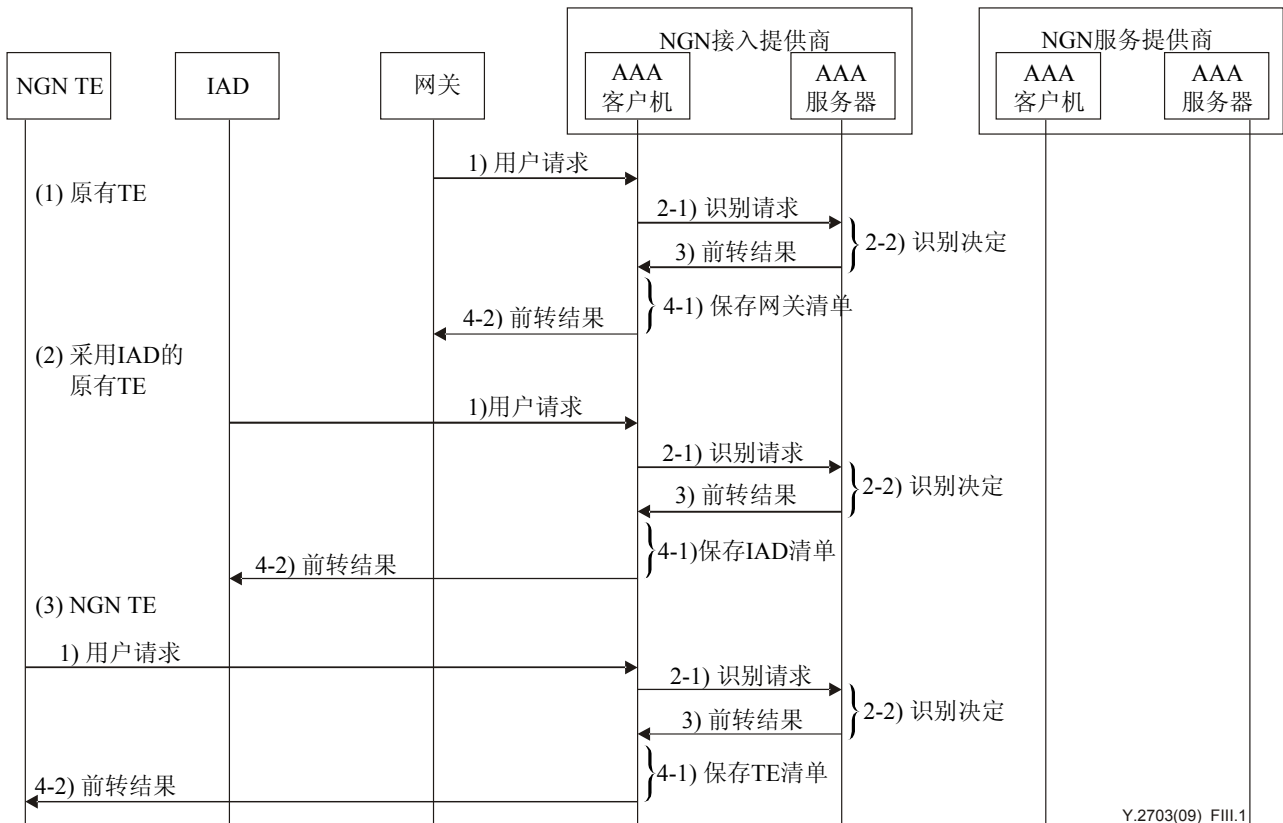 NGN接入提供商
NGN服务提供商
NGN TE
IAD
网关
AAA
客户机
AAA
服务器
AAA
客户机
AAA
服务器
1) 用户请求
(1) 原有TE
2-1) 识别请求
2-2) 识别决定
3) 前转结果
4-1) 保存网关清单
4-2) 前转结果
(2) 采用IAD的
原有TE
1)用户请求
2-1) 识别请求
2-2) 识别决定
3) 前转结果
4-1)保存IAD清单
4-2) 前转结果
(3) NGN TE
1) 用户请求
2-1) 识别请求
2-2) 识别决定
3) 前转结果
4-1) 保存TE清单
4-2) 前转结果
Y.2703(09)_FIII.1